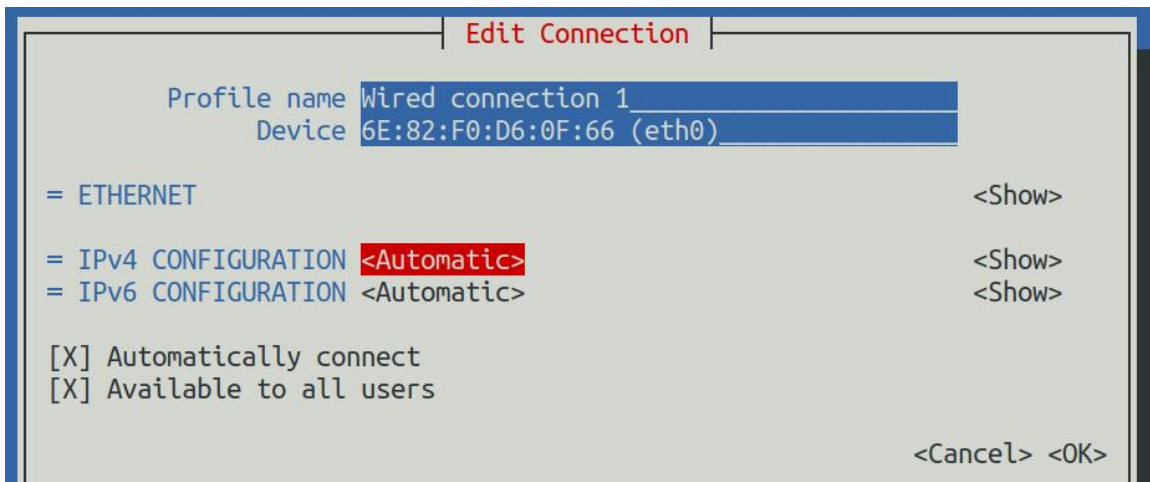 Edit Connection
Profile name Wired connection 1
Device 6E:82:F0:D6:0F:66 (eth0)
= ETHERNET <Show>
= IPv4 CONFIGURATION <Automatic> <Show>
= IPv6 CONFIGURATION <Automatic> <Show>
[X] Automatically connect
[X] Available to all users
<Cancel> <OK>